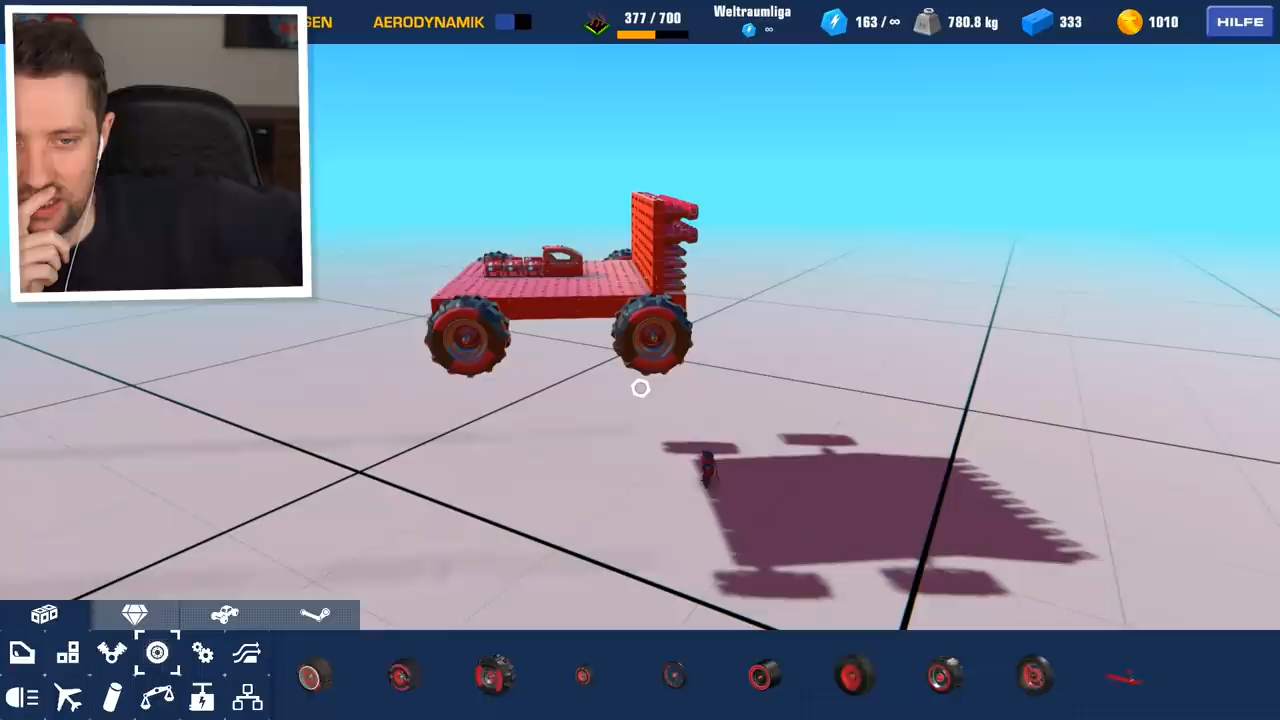 GEN AERODYNAMIK 377 / 700 Weltraumliga 163 / ∞ 780.8 kg 333 1010 HILFE
∞